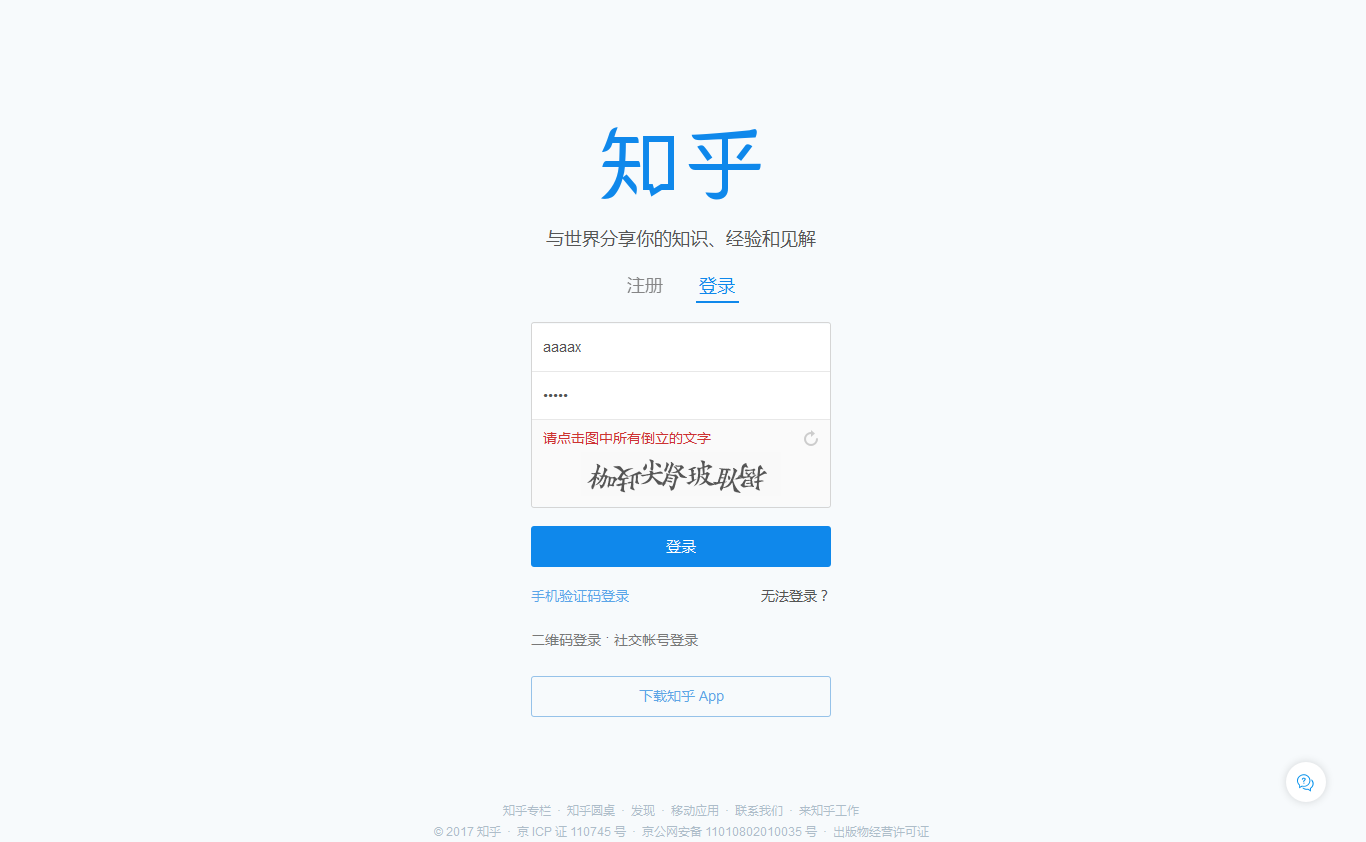 知乎
与世界分享你的知识、经验和见解
注册 登录
aaaax
•••••
请点击图中所有倒立的文字
登录
手机验证码登录 无法登录？
二维码登录 · 社交帐号登录
下载知乎 App
知乎专栏 · 知乎圆桌 · 发现 · 移动应用 · 联系我们 · 来知乎工作
© 2017 知乎 · 京 ICP 证 110745 号 · 京公网安备 11010802010035 号 · 出版物经营许可证